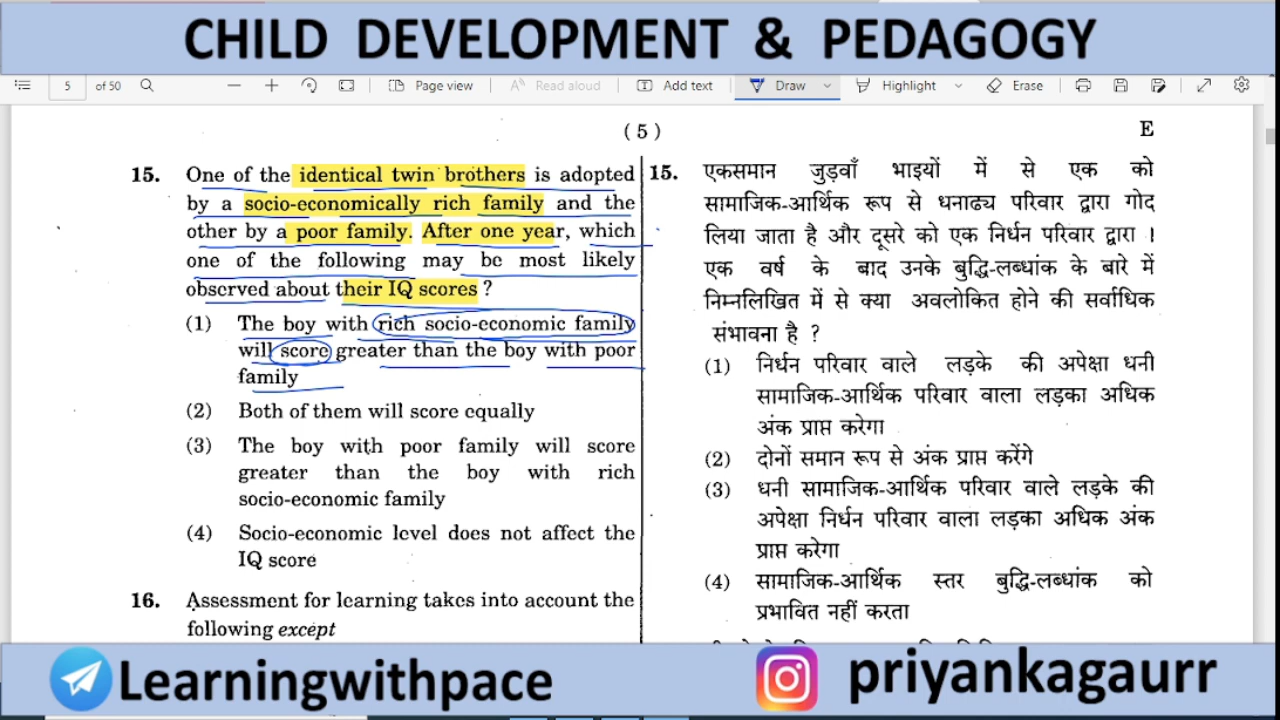 CHILD DEVELOPMENT & PEDAGOGY
5 of 50
Page view
Read aloud
Add text
Draw
Highlight
Erase
( 5 )
E
15. One of the identical twin brothers is adopted
by a socio-economically rich family and the
other by a poor family. After one year, which
one of the following may be most likely
observed about their IQ scores ?
(1) The boy with rich socio-economic family
will score greater than the boy with poor
family
(2) Both of them will score equally
(3) The boy with poor family will score
greater than the boy with rich
socio-economic family
(4) Socio-economic level does not affect the
IQ score
16. Assessment for learning takes into account the
following except
15. एकसमान जुड़वाँ भाइयों में से एक को
सामाजिक-आर्थिक रूप से धनाढ्य परिवार द्वारा गोद
लिया जाता है और दूसरे को एक निर्धन परिवार द्वारा ।
एक वर्ष के बाद उनके बुद्धि-लब्धांक के बारे में
निम्नलिखित में से क्या अवलोकित होने की सर्वाधिक
संभावना है ?
(1) निर्धन परिवार वाले लड़के की अपेक्षा धनी
सामाजिक-आर्थिक परिवार वाला लड़का अधिक
अंक प्राप्त करेगा
(2) दोनों समान रूप से अंक प्राप्त करेंगे
(3) धनी सामाजिक-आर्थिक परिवार वाले लड़के की
अपेक्षा निर्धन परिवार वाला लड़का अधिक अंक
प्राप्त करेगा
(4) सामाजिक-आर्थिक स्तर बुद्धि-लब्धांक को
प्रभावित नहीं करता
Learningwithpace
priyankagaurr